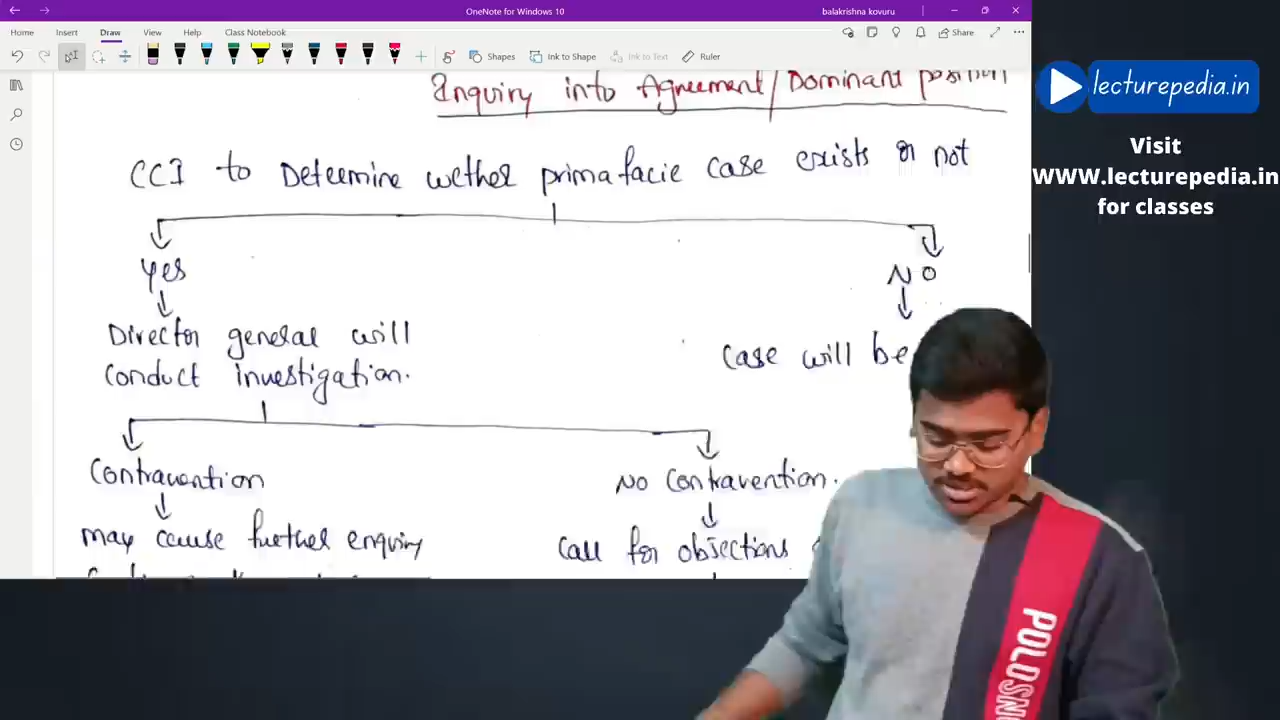 OneNote for Windows 10
balakrishna kovuru
Home Insert Draw View Help Class Notebook
Share
Shapes Ink to Shape Ink to Text Ruler
Enquiry into Agreement/Dominant position
CCI to Determine wether primafacie case exists or not
Yes
NO
Director general will
conduct investigation.
case will be
Contravention
No Contravention.
may cause further enquiry
Call for objections
lecturepedia.in
Visit
WWW.lecturepedia.in
for classes
POLOSNO